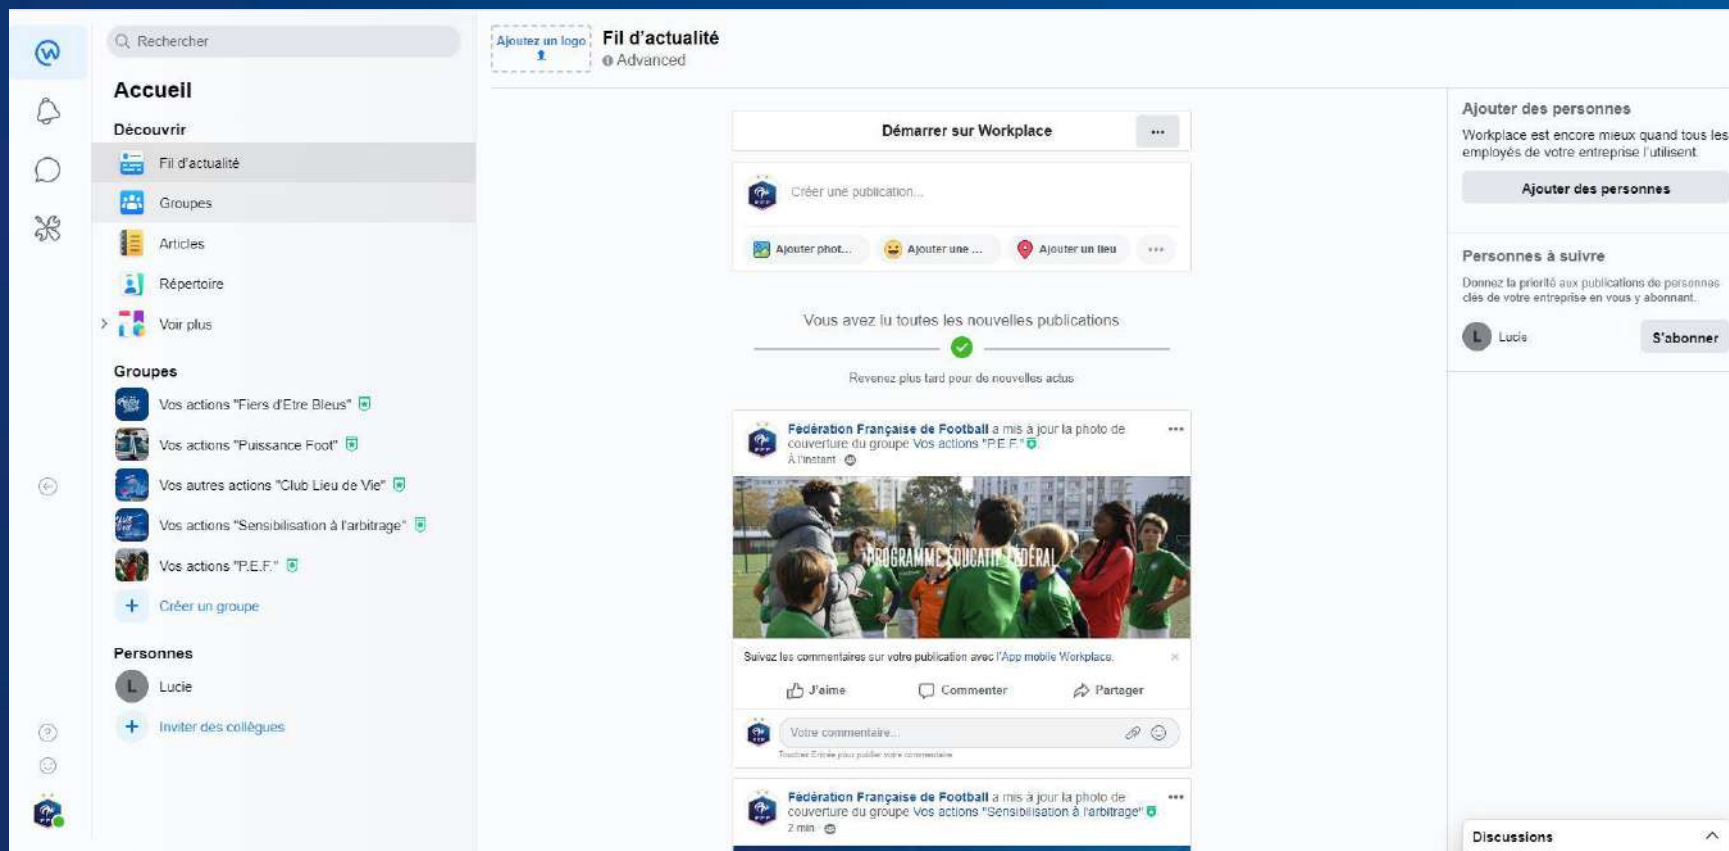 Rechercher
Accueil
Découvrir
Fil d'actualité
Groupes
Articles
Répertoire
Voir plus
Groupes
Vos actions "Fiers d'Etre Bleus"
Vos actions "Puissance Foot"
Vos autres actions "Club Lieu de Vie"
Vos actions "Sensibilisation à l'arbitrage"
Vos actions "P.E.F."
Créer un groupe
Personnes
L
Lucie
Inviter des collègues
Ajoutez un logo
Fil d'actualité
Advanced
Démarrer sur Workplace
Créer une publication...
Ajouter phot...
Ajouter une ...
Ajouter un lieu
Vous avez lu toutes les nouvelles publications
Revenez plus tard pour de nouvelles actus
Fédération Française de Football a mis à jour la photo de
couverture du groupe Vos actions "P.E.F."
À l'instant
PROGRAMME ÉDUCATIF FÉDÉRAL
Suivez les commentaires sur votre publication avec l'App mobile Workplace.
J'aime
Commenter
Partager
Votre commentaire...
Touchez Entrée pour publier votre commentaire
Fédération Française de Football a mis à jour la photo de
couverture du groupe Vos actions "Sensibilisation à l'arbitrage"
2 min
Ajouter des personnes
Workplace est encore mieux quand tous les
employés de votre entreprise l'utilisent.
Ajouter des personnes
Personnes à suivre
Donnez la priorité aux publications de personnes
clés de votre entreprise en vous y abonnant.
L
Lucie
S'abonner
Discussions